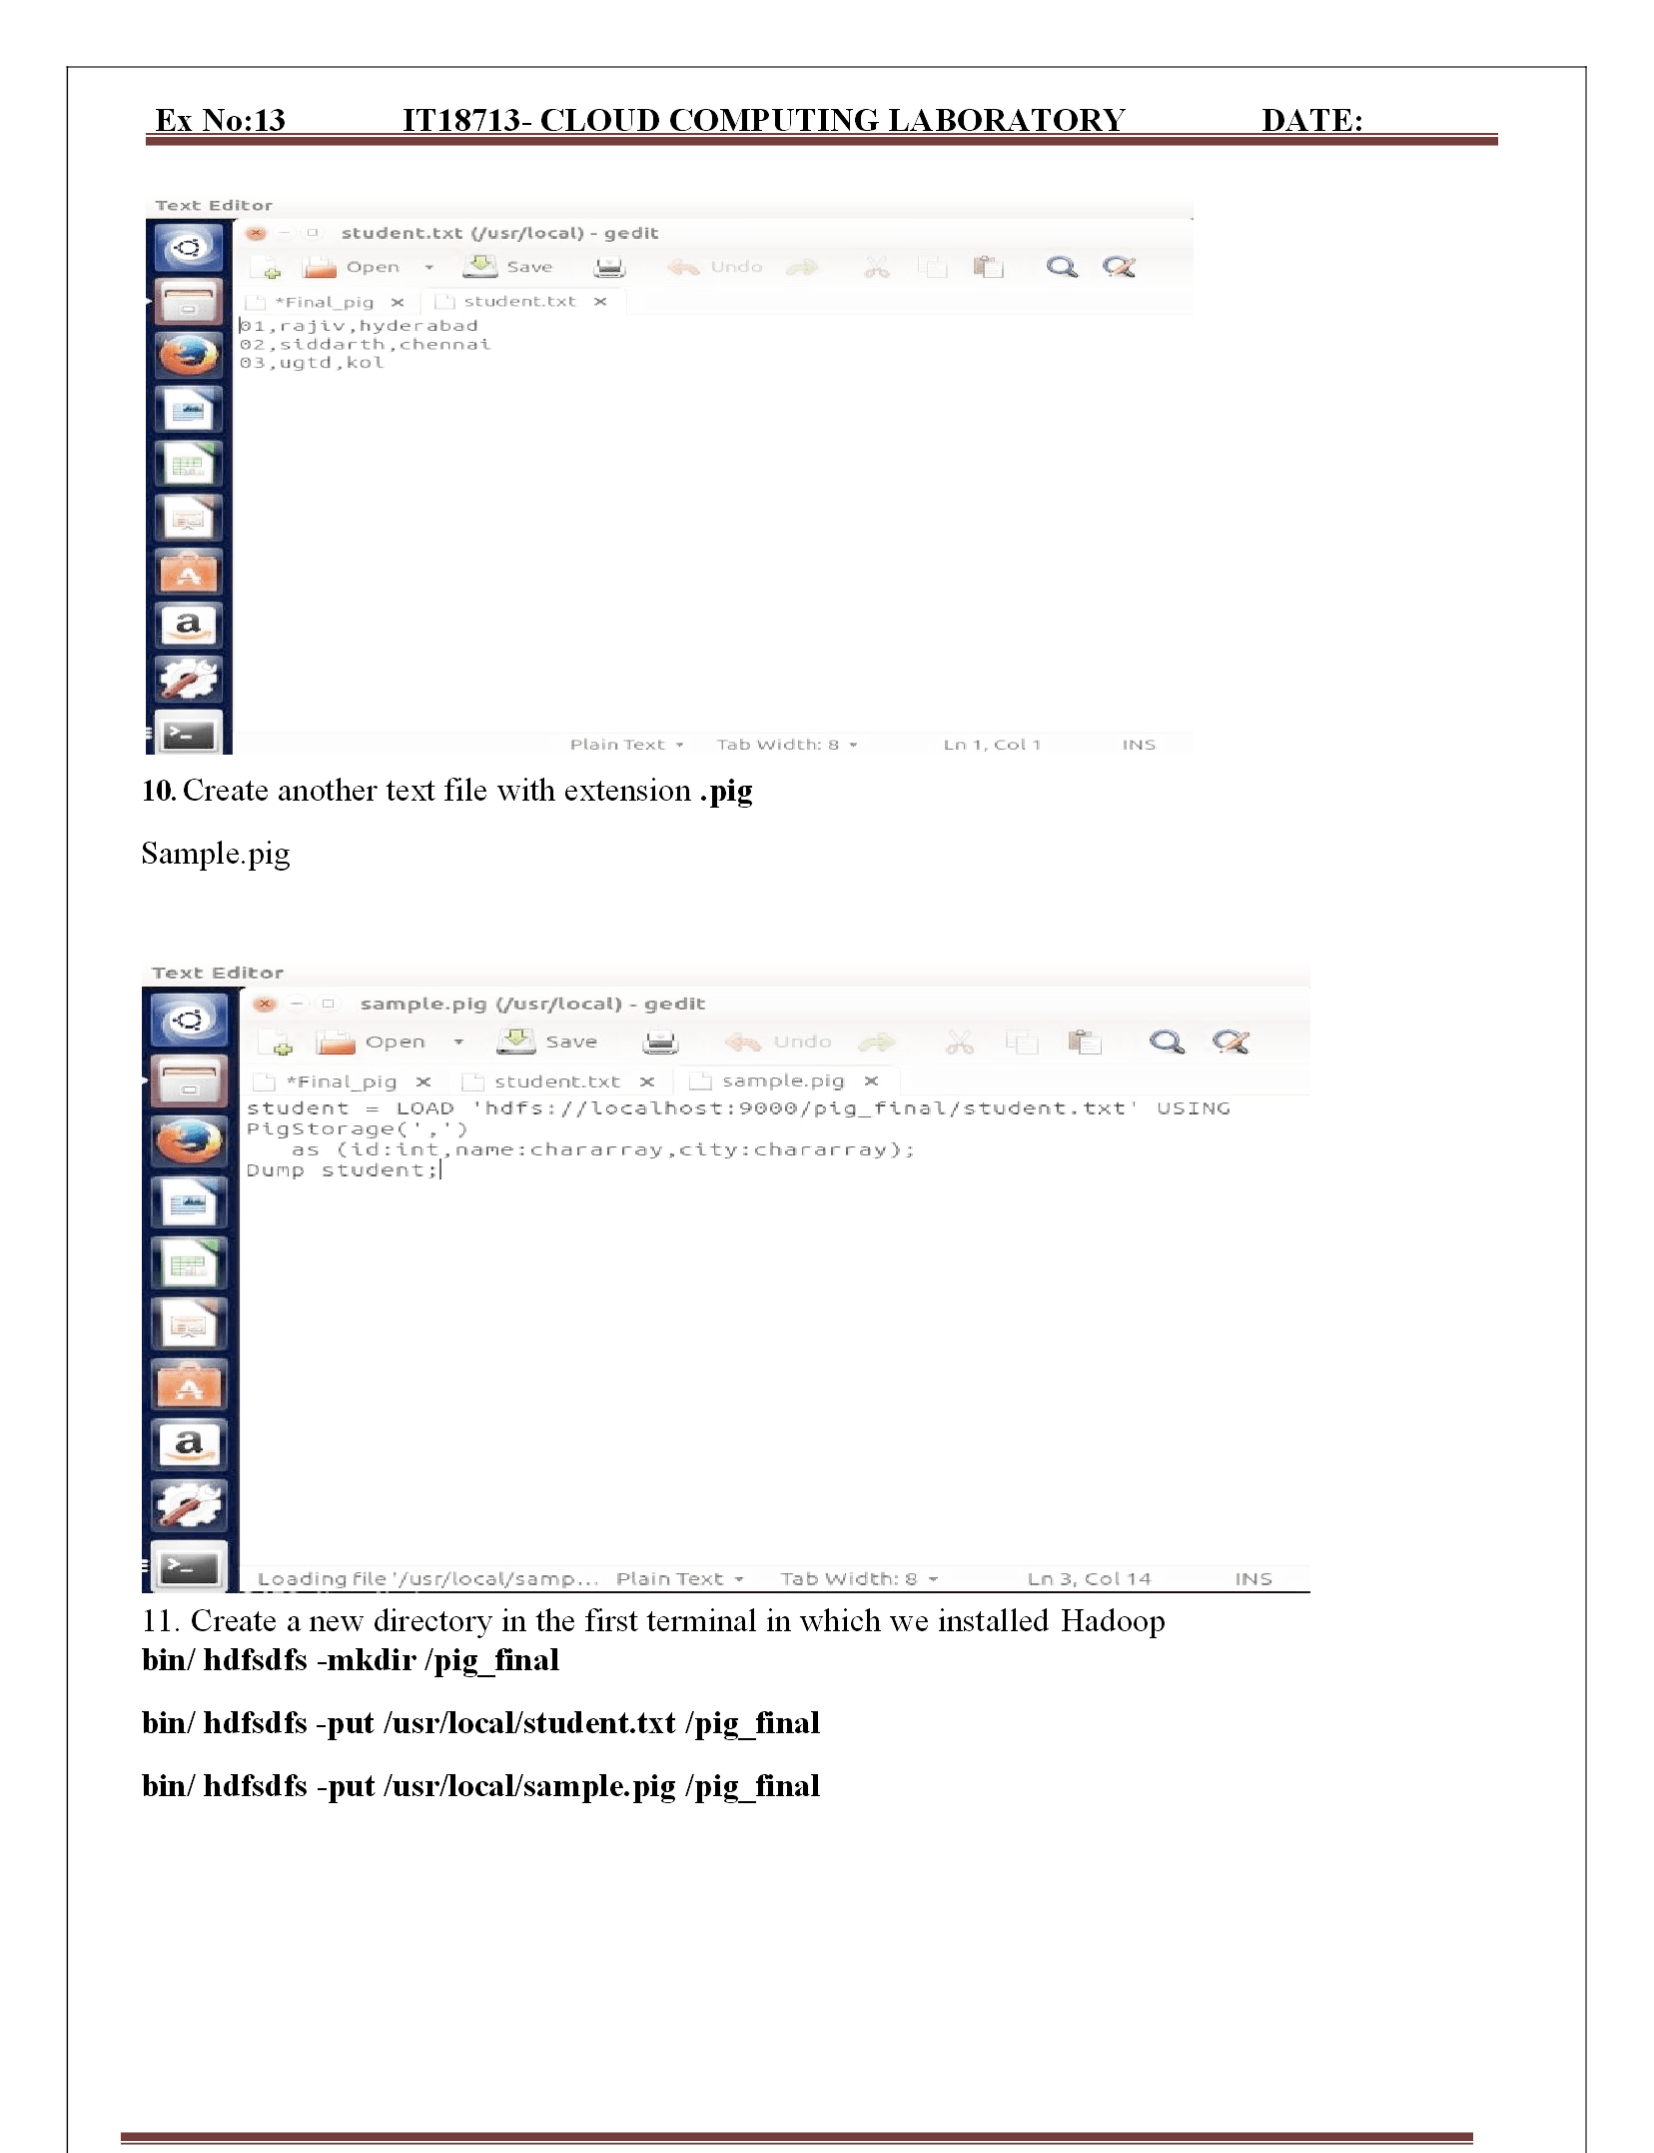 Ex No:13 IT18713- CLOUD COMPUTING LABORATORY DATE:
Text Editor
student.txt (/usr/local) - gedit
Open Save Undo
*Final_pig × student.txt ×
01,rajiv,hyderabad
02,siddarth,chennai
03,ugtd,kol
Plain Text Tab Width: 8 Ln 1, Col 1 INS
10. Create another text file with extension .pig
Sample.pig
Text Editor
sample.pig (/usr/local) - gedit
Open Save Undo
*Final_pig × student.txt × sample.pig ×
student = LOAD 'hdfs://localhost:9000/pig_final/student.txt' USING
PigStorage(',')
as (id:int,name:chararray,city:chararray);
Dump student;
Loading file '/usr/local/samp... Plain Text Tab Width: 8 Ln 3, Col 14 INS
11. Create a new directory in the first terminal in which we installed Hadoop
bin/ hdfsdfs -mkdir /pig_final
bin/ hdfsdfs -put /usr/local/student.txt /pig_final
bin/ hdfsdfs -put /usr/local/sample.pig /pig_final